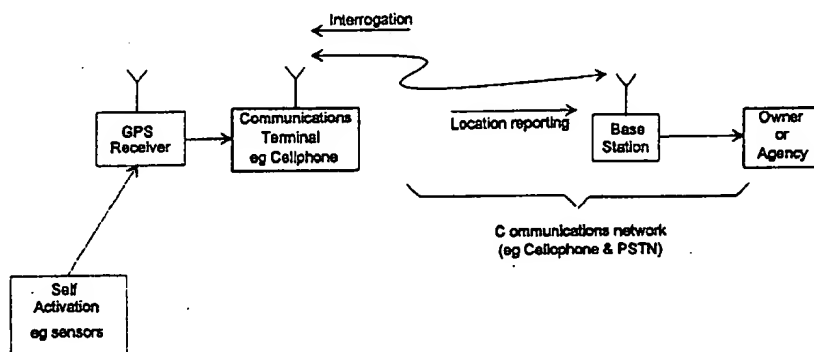 Interrogation
GPS
Receiver
Communications
Terminal
eg Cellphone
Location reporting
Base
Station
Owner
or
Agency
C ommunications network
(eg Cellophone & PSTN)
Self
Activation
eg sensors